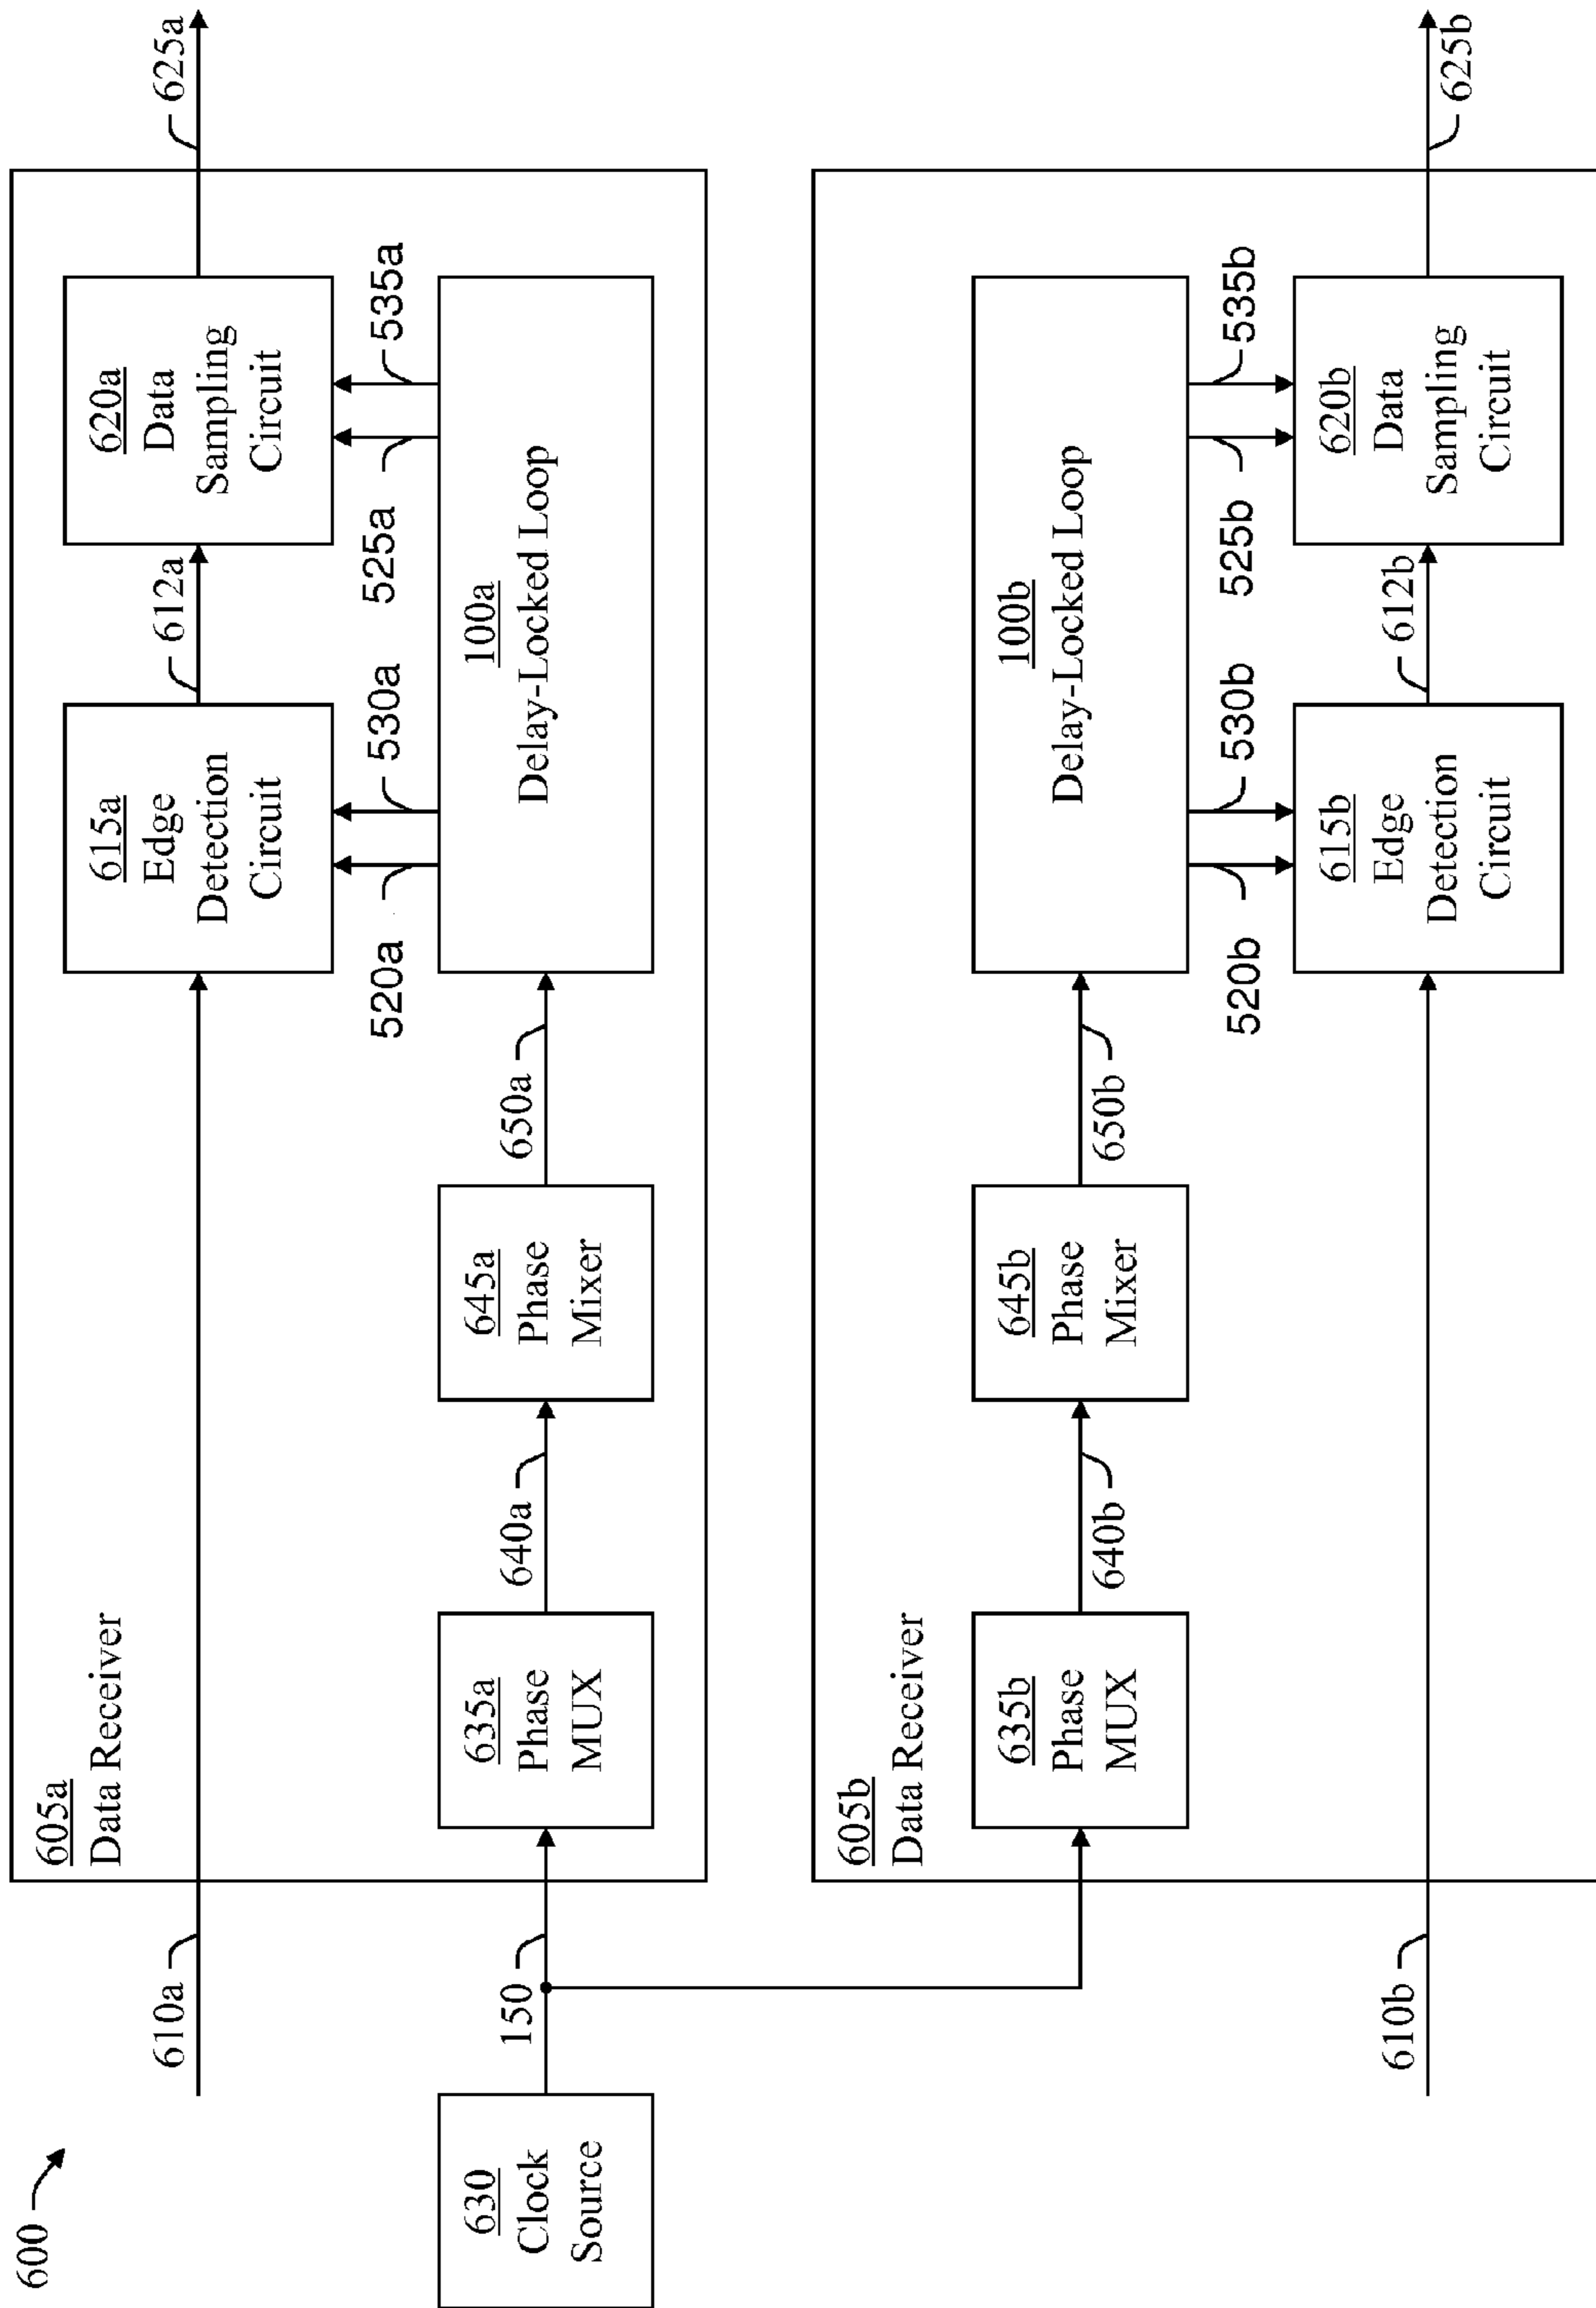 600
610a
605a
Data Receiver
615a
Edge
Detection
Circuit
612a
620a
Data
Sampling
Circuit
625a
520a
530a
525a
535a
630
Clock
Source
150
635a
Phase
MUX
640a
645a
Phase
Mixer
650a
100a
Delay-Locked Loop
605b
Data Receiver
635b
Phase
MUX
640b
645b
Phase
Mixer
650b
100b
Delay-Locked Loop
520b
530b
525b
535b
610b
615b
Edge
Detection
Circuit
612b
620b
Data
Sampling
Circuit
625b